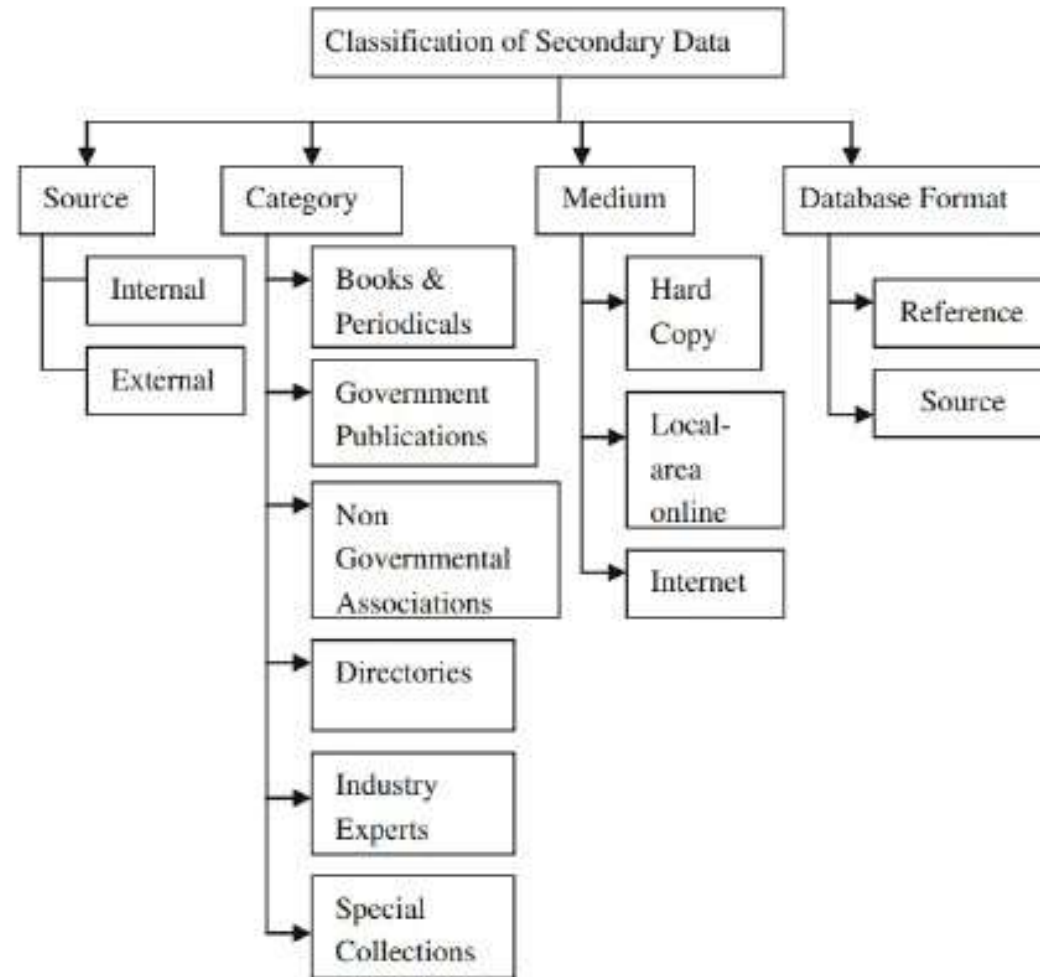 Classification of Secondary Data
Source
Category
Medium
Database Format
Internal
External
Books &
Periodicals
Government
Publications
Non
Governmental
Associations
Directories
Industry
Experts
Special
Collections
Hard
Copy
Local-
area
online
Internet
Reference
Source